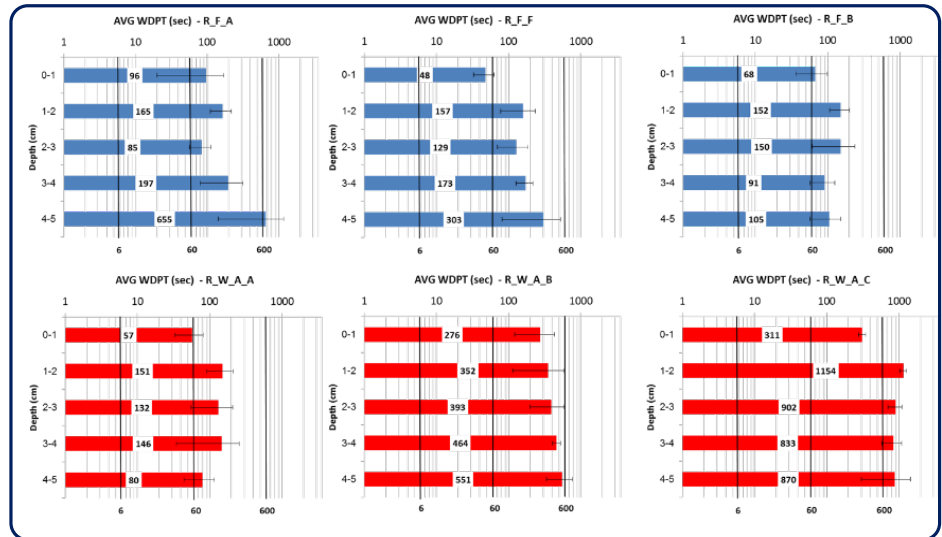 AVG WDPT (sec) - R_F_A
1 10 100 1000
Depth (cm)
0-1 96
1-2 165
2-3 85
3-4 197
4-5 655
6 60 600
AVG WDPT (sec) - R_F_F
1 10 100 1000
0-1 48
1-2 157
2-3 129
3-4 173
4-5 303
6 60 600
AVG WDPT (sec) - R_F_B
1 10 100 1000
Depth (cm)
0-1 68
1-2 152
2-3 150
3-4 91
4-5 105
6 60 600
AVG WDPT (sec) - R_W_A_A
1 10 100 1000
Depth (cm)
0-1 57
1-2 151
2-3 132
3-4 146
4-5 80
6 60 600
AVG WDPT (sec) - R_W_A_B
1 10 100 1000
Depth (cm)
0-1 276
1-2 352
2-3 393
3-4 464
4-5 551
6 60 600
AVG WDPT (sec) - R_W_A_C
1 10 100 1000
Depth (cm)
0-1 311
1-2 1154
2-3 902
3-4 833
4-5 870
6 60 600